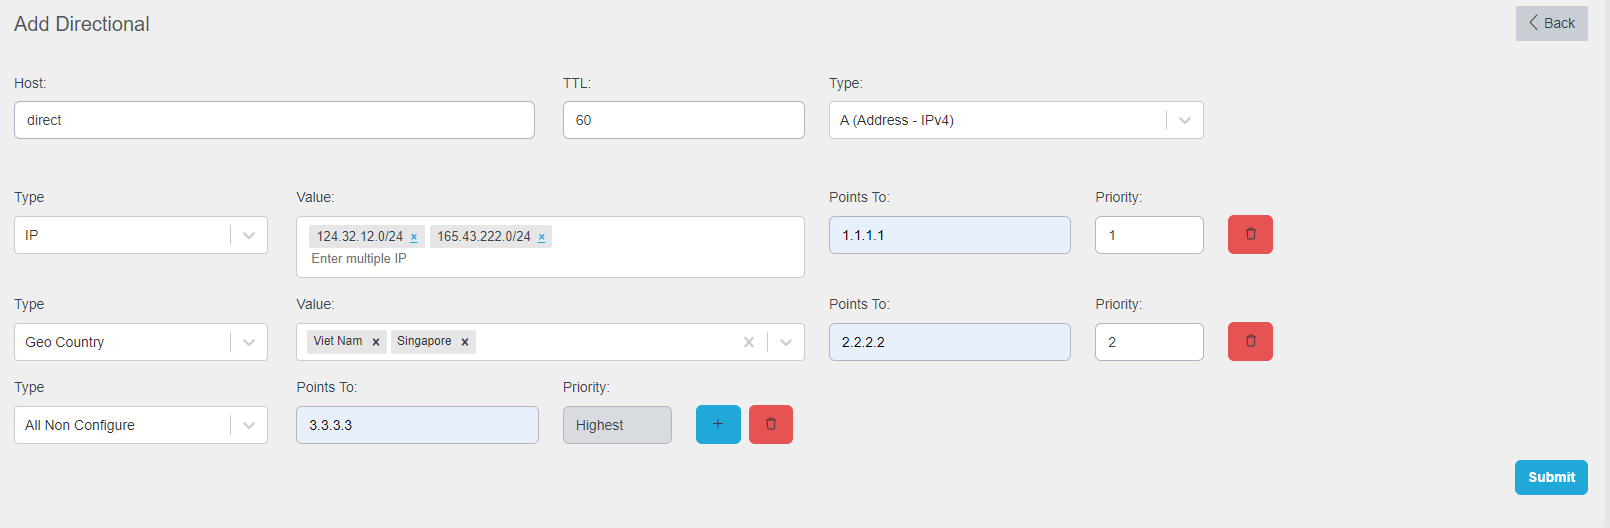 Add Directional
Back
Host:
TTL:
Type:
direct
60
A (Address - IPv4)
Type
Value:
Points To:
Priority:
IP
124.32.12.0/24 × 165.43.222.0/24 ×
Enter multiple IP
1.1.1.1
1
Type
Value:
Points To:
Priority:
Geo Country
Viet Nam × Singapore ×
2.2.2.2
2
Type
Points To:
Priority:
All Non Configure
3.3.3.3
Highest
+
Submit